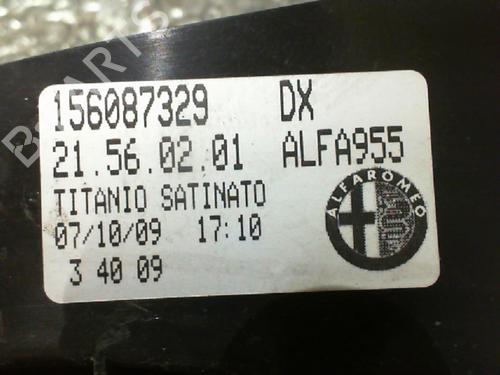 156087329 DX
21.56.02.01 ALFA955
TITANIO SATINATO
07/10/09 17:10
3 40 09
ALFA ROMEO
PARTS